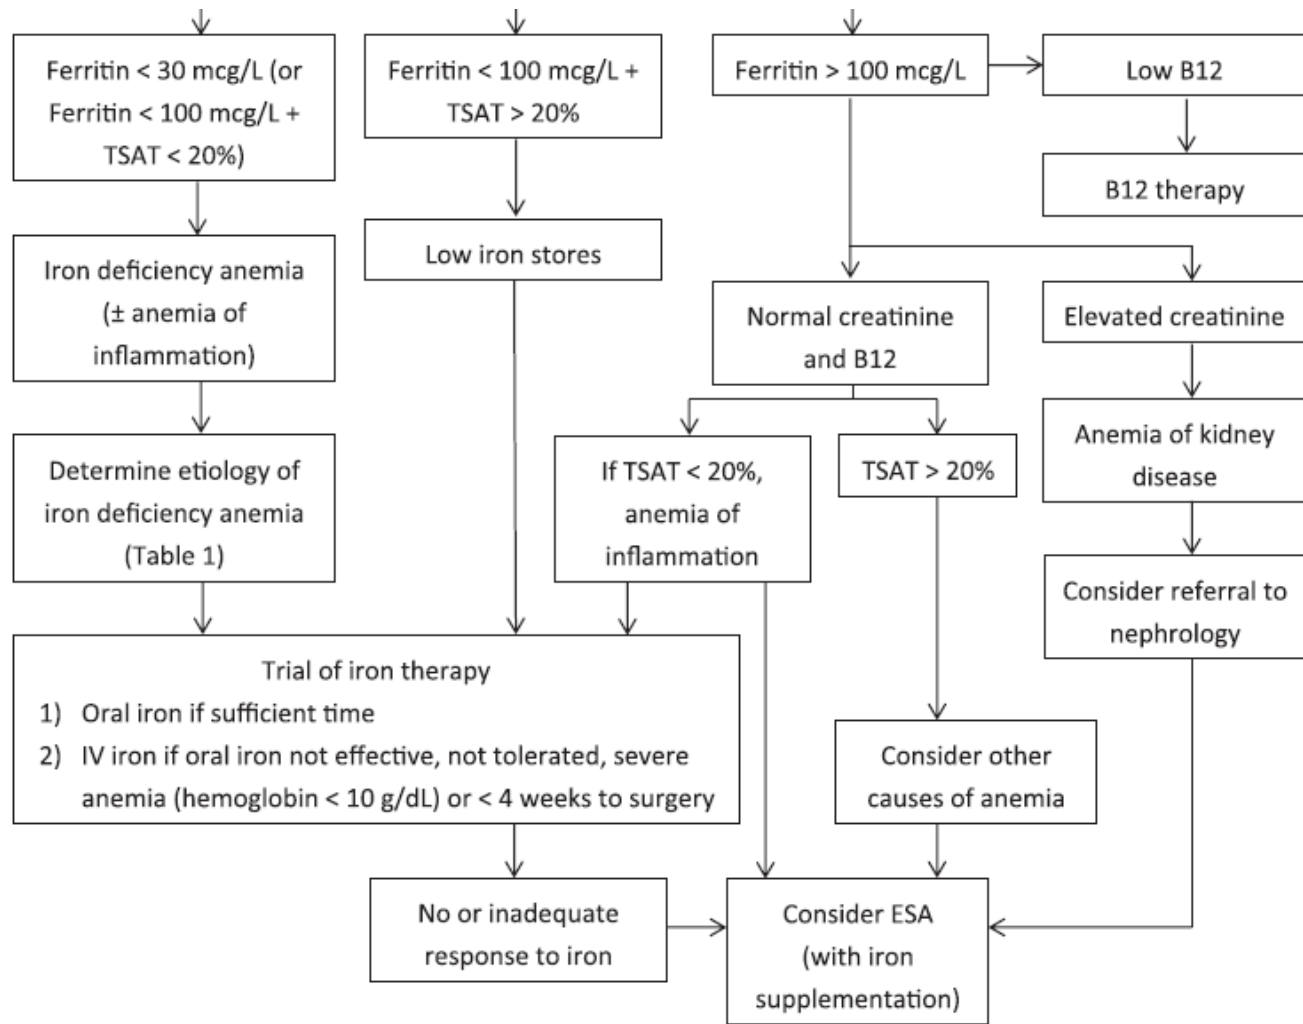 Ferritin < 30 mcg/L (or
Ferritin < 100 mcg/L +
TSAT < 20%)
Ferritin < 100 mcg/L +
TSAT > 20%
Ferritin > 100 mcg/L
Low B12
B12 therapy
Iron deficiency anemia
(± anemia of
inflammation)
Low iron stores
Normal creatinine
and B12
Elevated creatinine
Determine etiology of
iron deficiency anemia
(Table 1)
If TSAT < 20%,
anemia of
inflammation
TSAT > 20%
Anemia of kidney
disease
Consider referral to
nephrology
Trial of iron therapy
1) Oral iron if sufficient time
2) IV iron if oral iron not effective, not tolerated, severe
anemia (hemoglobin < 10 g/dL) or < 4 weeks to surgery
Consider other
causes of anemia
No or inadequate
response to iron
Consider ESA
(with iron
supplementation)